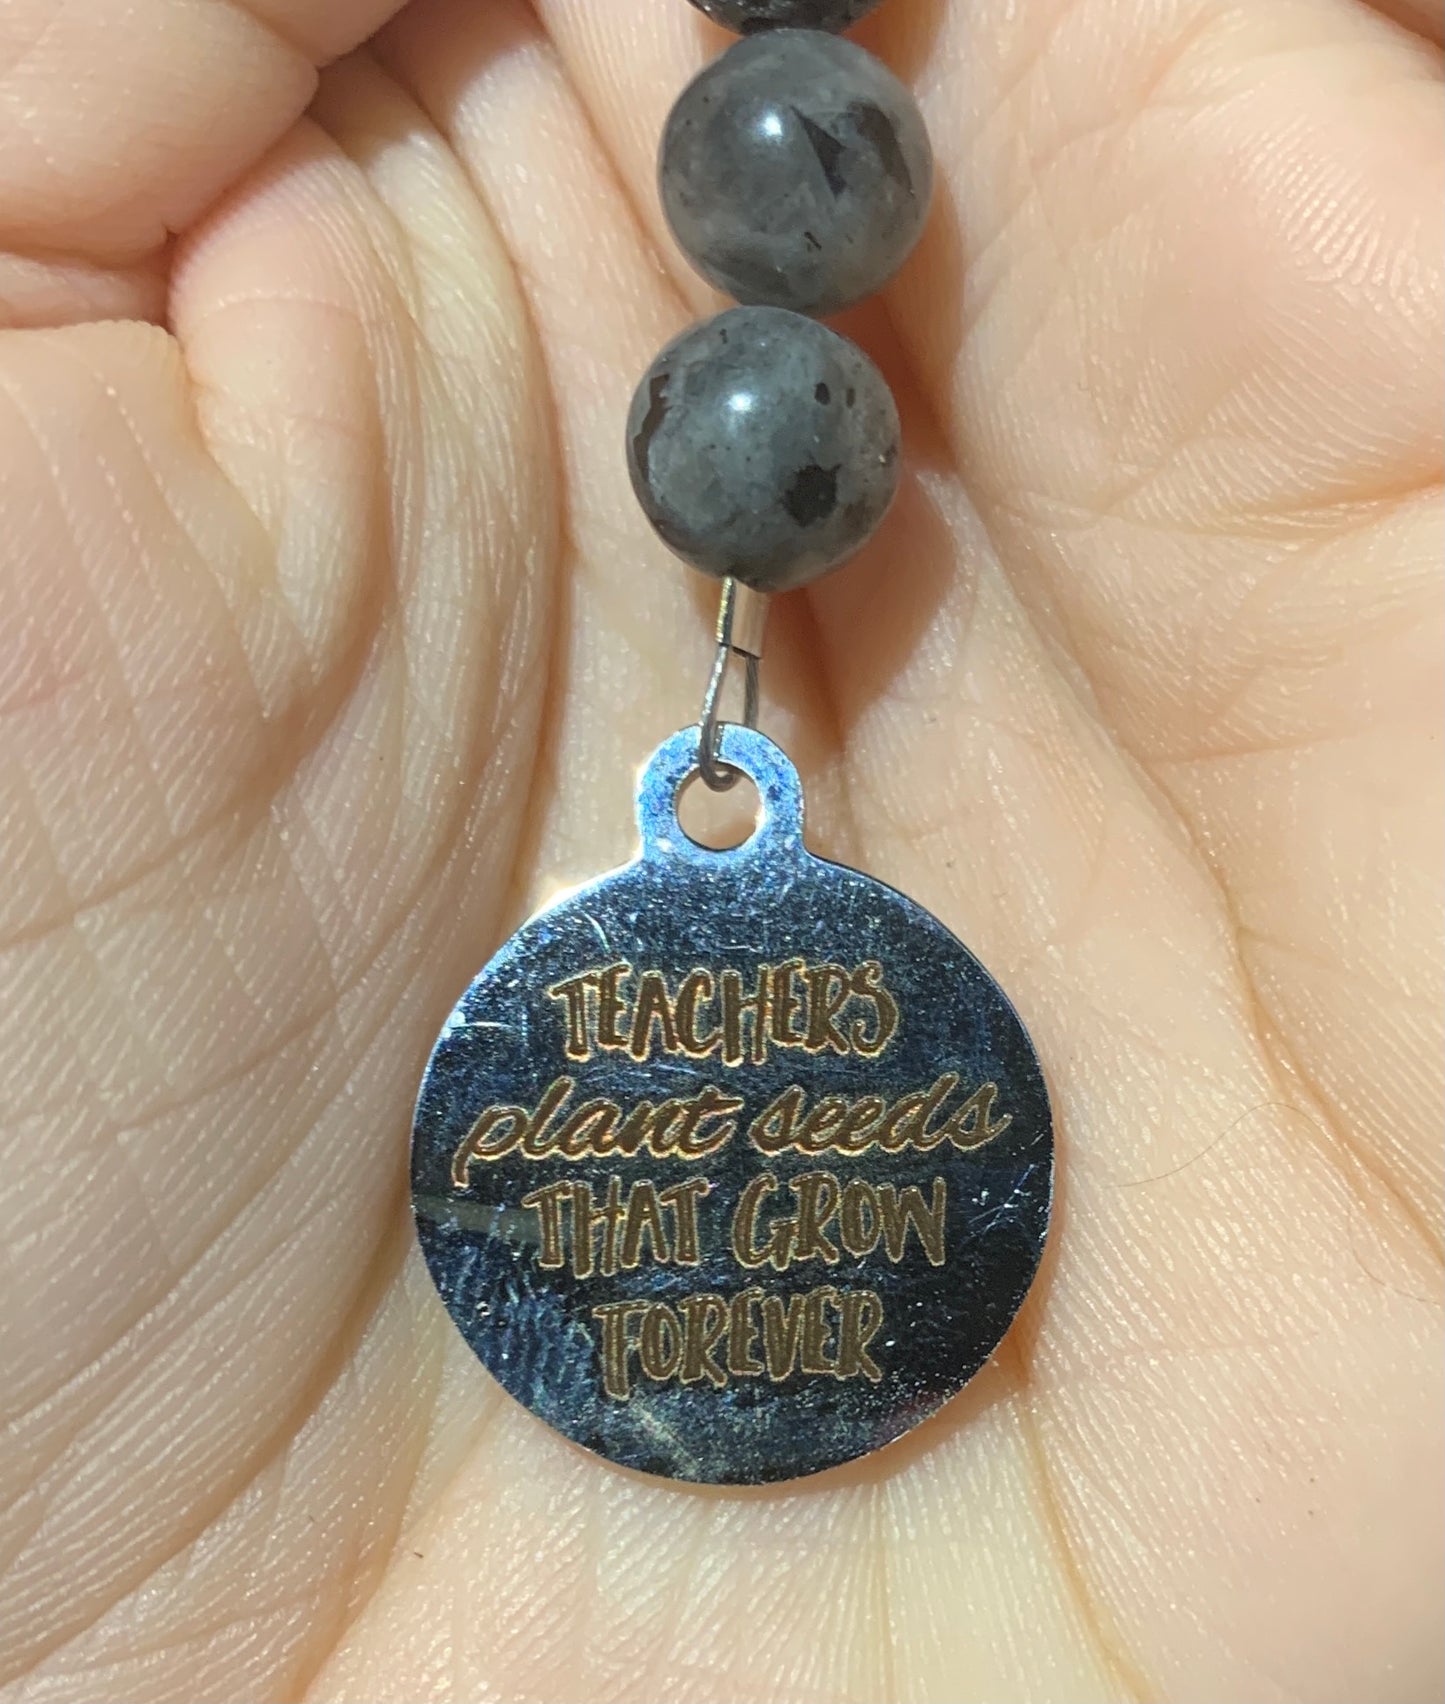 TEACHERS
plant seeds
THAT GROW
FOREVER